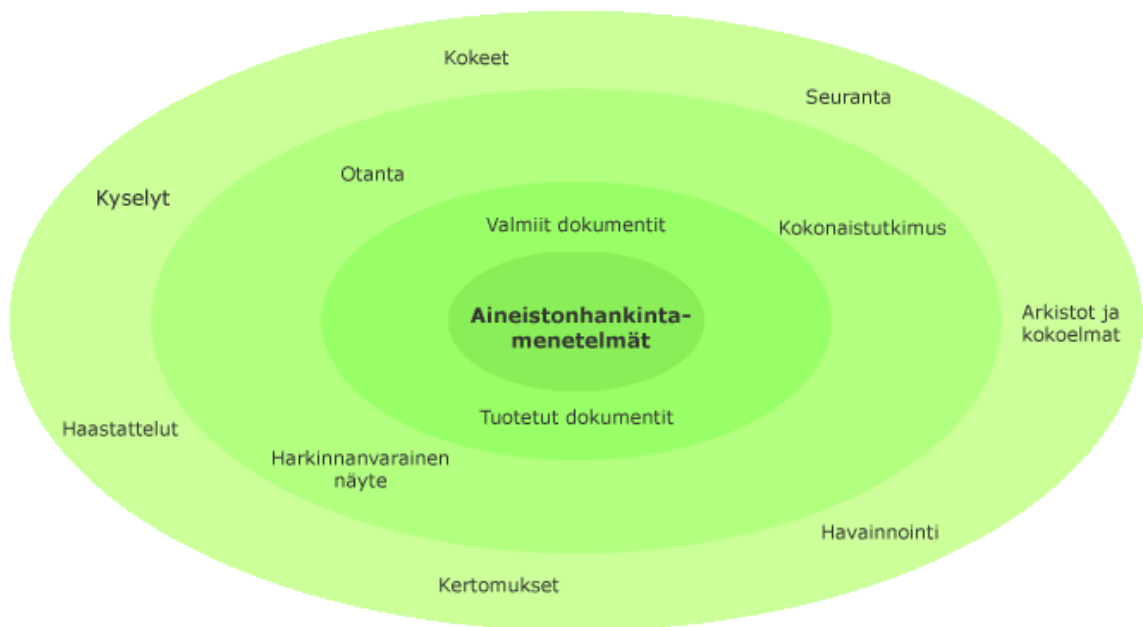 Kokeet
Seuranta
Otanta
Kyselyt
Valmiit dokumentit
Kokonaistutkimus
Aineistonhankinta-
menetelmät
Arkistot ja
kokoelmat
Tuotetut dokumentit
Haastattelut
Harkinnanvarainen
näyte
Havainnointi
Kertomukset